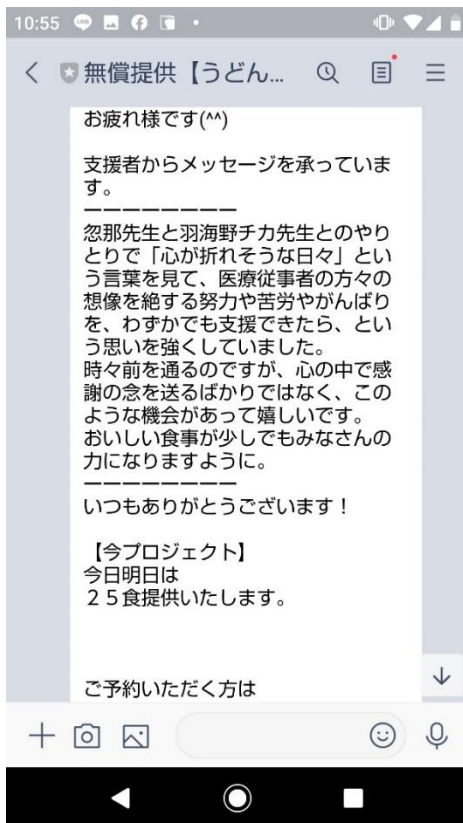 10:55
無償提供【うどん...
お疲れ様です(^^)
支援者からメッセージを承っていま
す。
ーーーーーーーーー
忽那先生と羽海野チカ先生とのやり
とりで「心が折れそうな日々」とい
う言葉を見て、医療従事者の方々の
想像を絶する努力や苦労やがんばり
を、わずかでも支援できたら、とい
う思いを強くしていました。
時々前を通るのですが、心の中で感
謝の念を送るばかりではなく、この
ような機会があって嬉しいです。
おいしい食事が少しでもみなさんの
力になりますように。
ーーーーーーーーー
いつもありがとうございます！
【今プロジェクト】
今日明日は
２５食提供いたします。
ご予約いただく方は